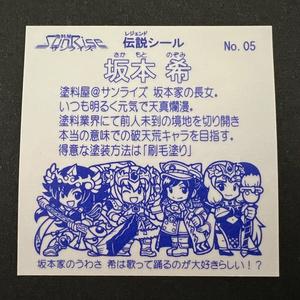 SunRise
サンライズ
レジェンド
伝説シール
No. 05
さか もと のぞみ
坂本 希
塗料屋@サンライズ 坂本家の長女。
いつも明るく元気で天真爛漫。
塗料業界にて前人未到の境地を切り開き
本当の意味での破天荒キャラを目指す。
得意な塗装方法は「刷毛塗り」
坂本家のうわさ 希は歌って踊るのが大好きらしい!?